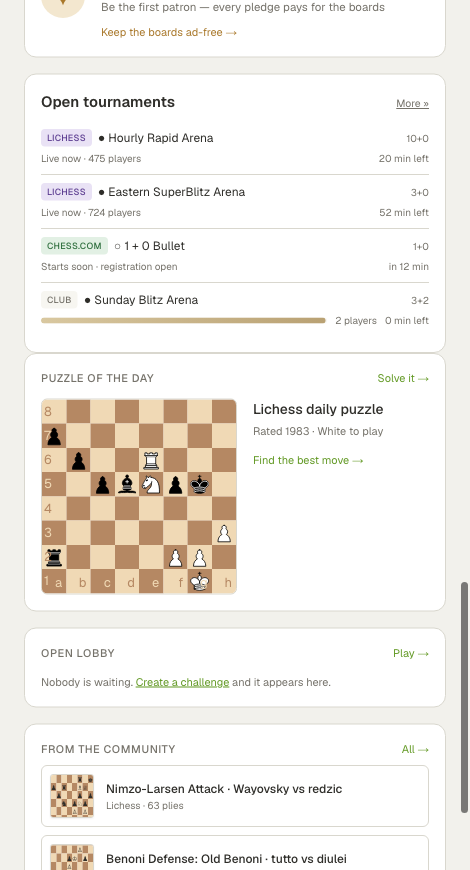 Be the first patron — every pledge pays for the boards
Keep the boards ad-free →
Open tournaments
More »
LICHESS ● Hourly Rapid Arena 10+0
Live now · 475 players 20 min left
LICHESS ● Eastern SuperBlitz Arena 3+0
Live now · 724 players 52 min left
CHESS.COM ○ 1 + 0 Bullet 1+0
Starts soon · registration open in 12 min
CLUB ● Sunday Blitz Arena 3+2
2 players 0 min left
PUZZLE OF THE DAY Solve it →
Lichess daily puzzle
Rated 1983 · White to play
Find the best move →
8
6
5
4
3
1 a b c d e f h
OPEN LOBBY Play →
Nobody is waiting. Create a challenge and it appears here.
FROM THE COMMUNITY All →
Nimzo-Larsen Attack · Wayovsky vs redzic
Lichess · 63 plies
Benoni Defense: Old Benoni · tutto vs diulei